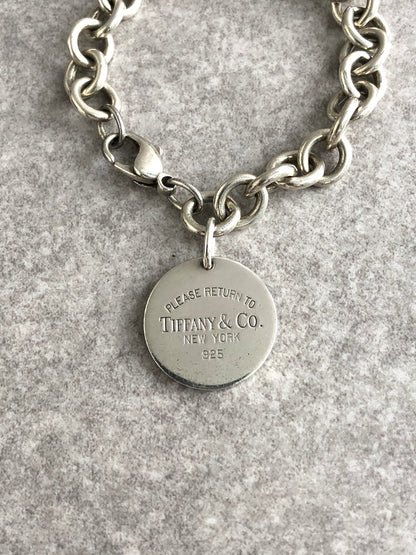 PLEASE RETURN TO
TIFFANY & CO.
NEW YORK
925